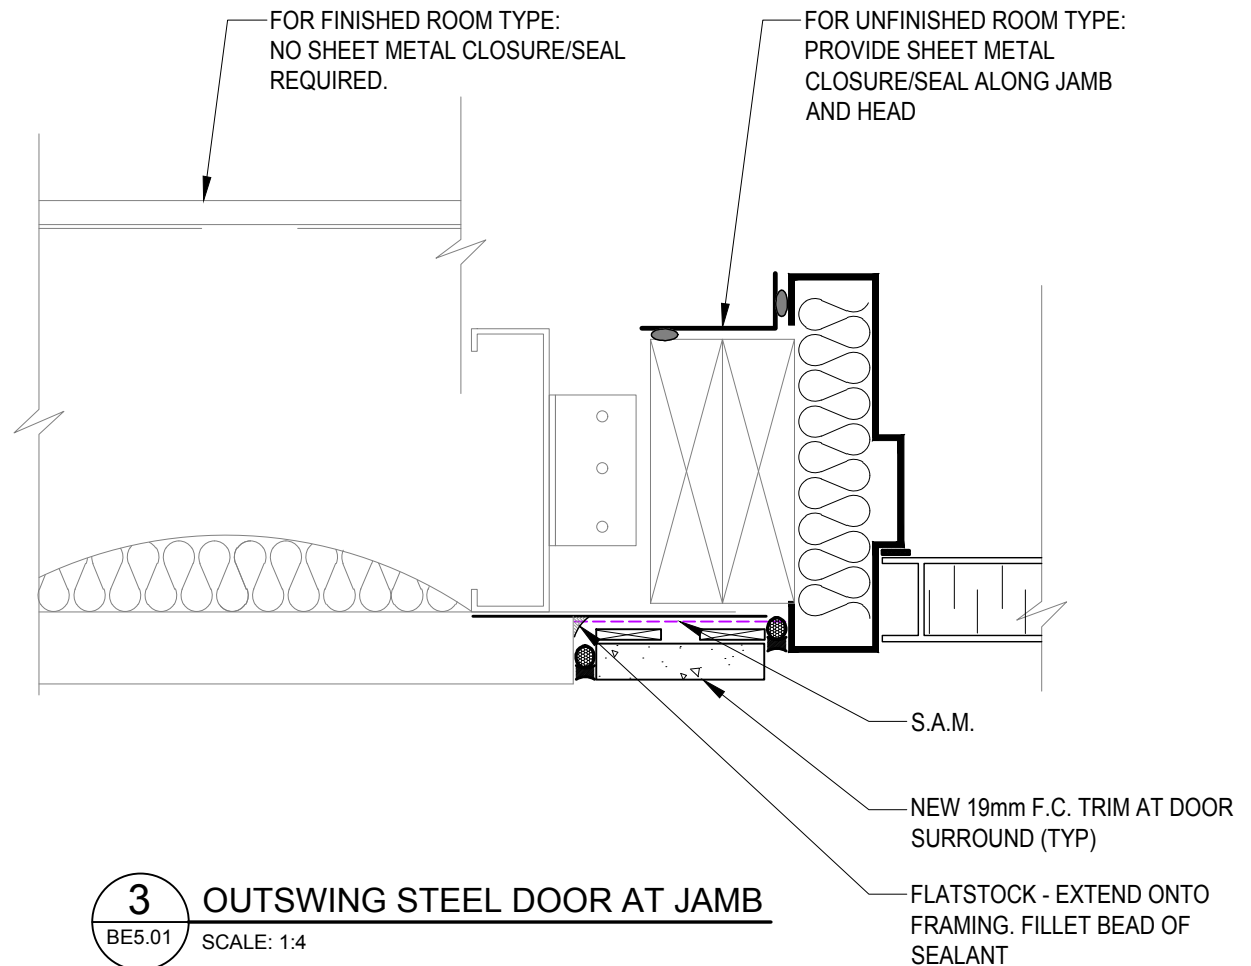 FOR FINISHED ROOM TYPE:
NO SHEET METAL CLOSURE/SEAL
REQUIRED.
FOR UNFINISHED ROOM TYPE:
PROVIDE SHEET METAL
CLOSURE/SEAL ALONG JAMB
AND HEAD
S.A.M.
NEW 19mm F.C. TRIM AT DOOR
SURROUND (TYP)
FLATSTOCK - EXTEND ONTO
FRAMING. FILLET BEAD OF
SEALANT
3
BE5.01
OUTSWING STEEL DOOR AT JAMB
SCALE: 1:4